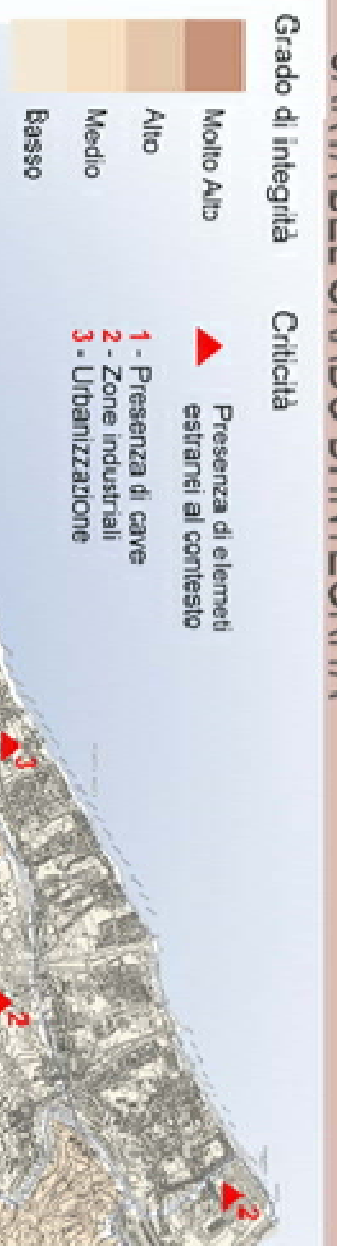 Grado di integrità
Molto Alto
Alto
Medio
Basso
Criticità
Presenza di elemeti
estranei al contesto
1 - Presenza di cave
2 - Zone industriali
3 - Urbanizzazione
3
2
2